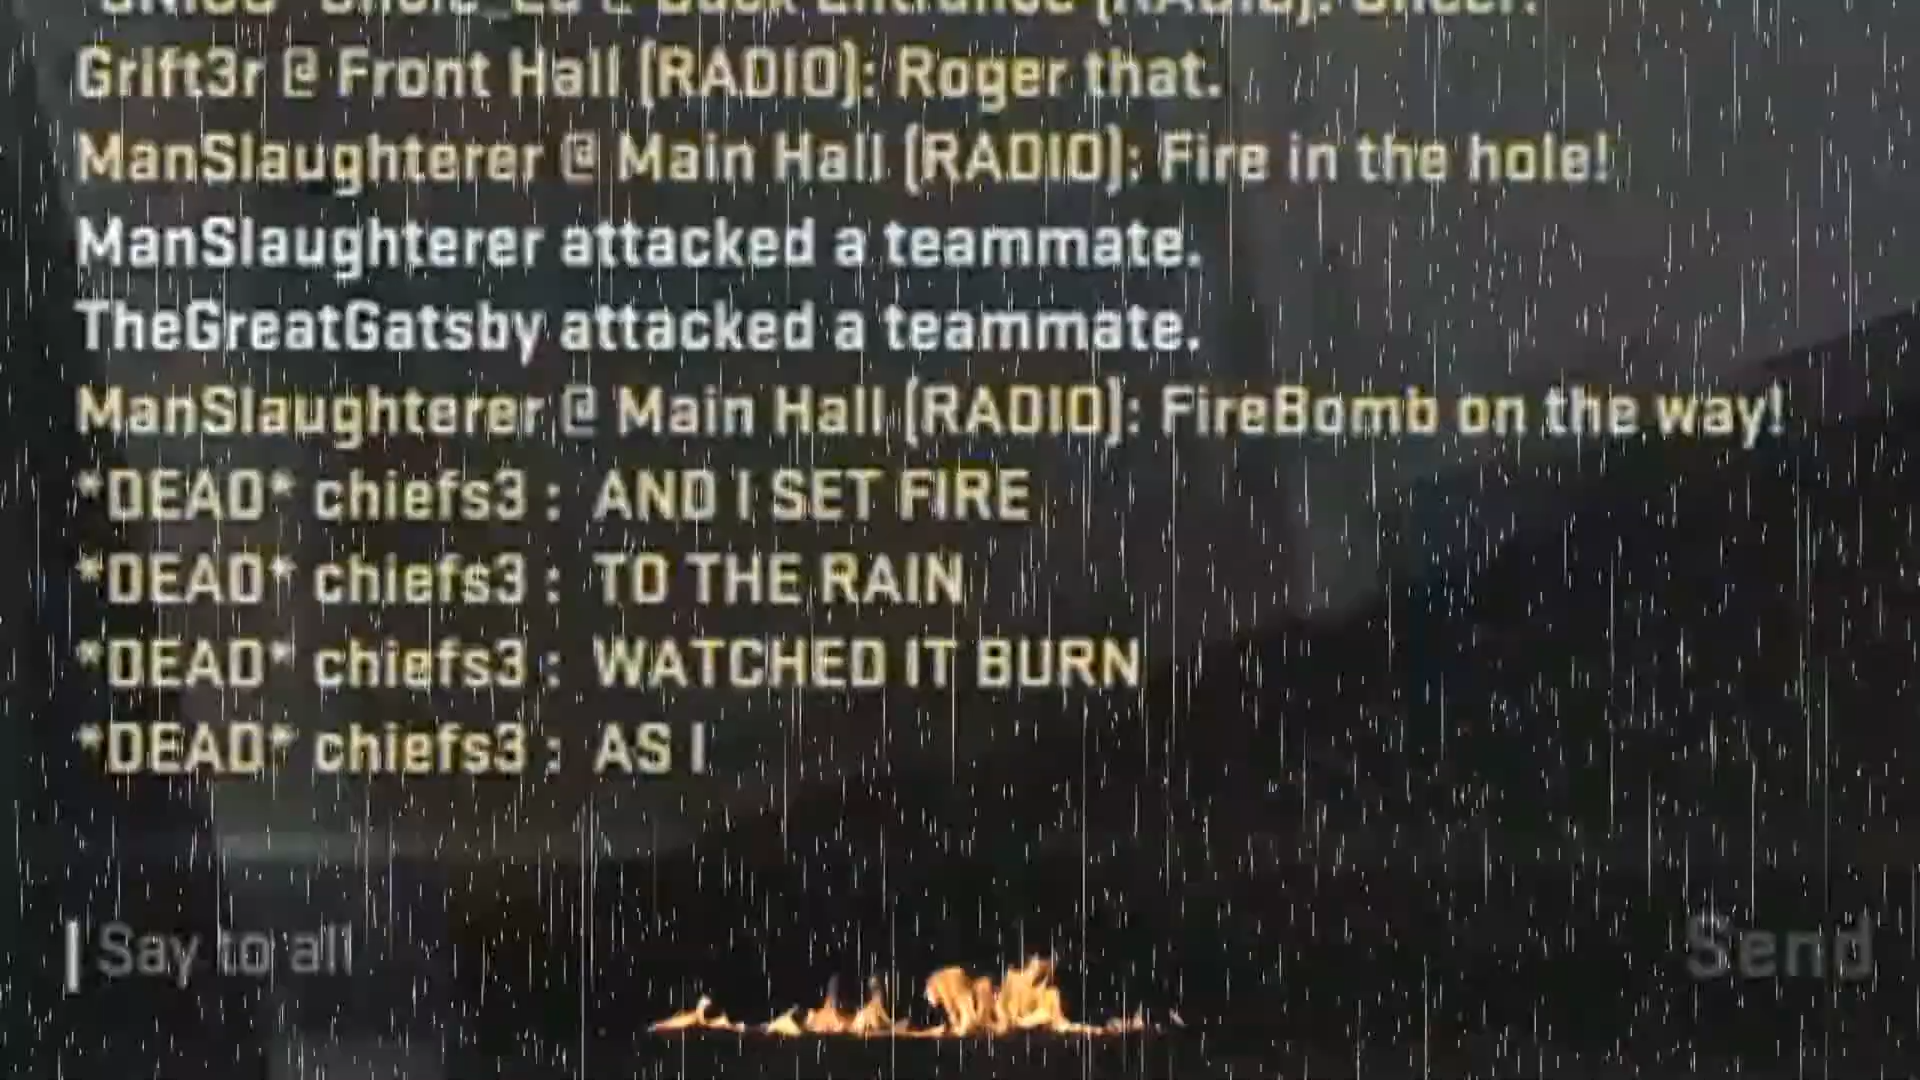 Grift3r @ Front Hall (RADIO): Roger that.
ManSlaughterer @ Main Hall (RADIO): Fire in the hole!
ManSlaughterer attacked a teammate.
TheGreatGatsby attacked a teammate.
ManSlaughterer @ Main Hall (RADIO): FireBomb on the way!
*DEAD* chiefs3 : AND I SET FIRE
*DEAD* chiefs3 : TO THE RAIN
*DEAD* chiefs3 : WATCHED IT BURN
*DEAD* chiefs3 : AS I
Say to all
Send